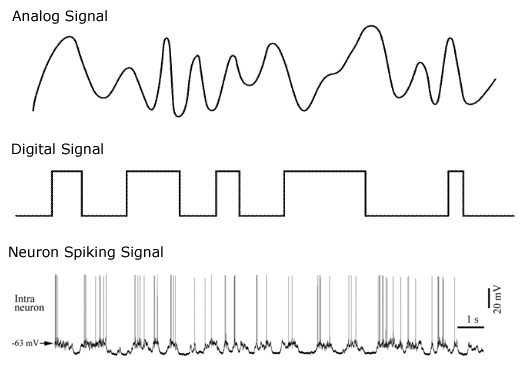 Analog Signal
Digital Signal
Neuron Spiking Signal
Intra
neuron
-63 mV
20 mV
1 s